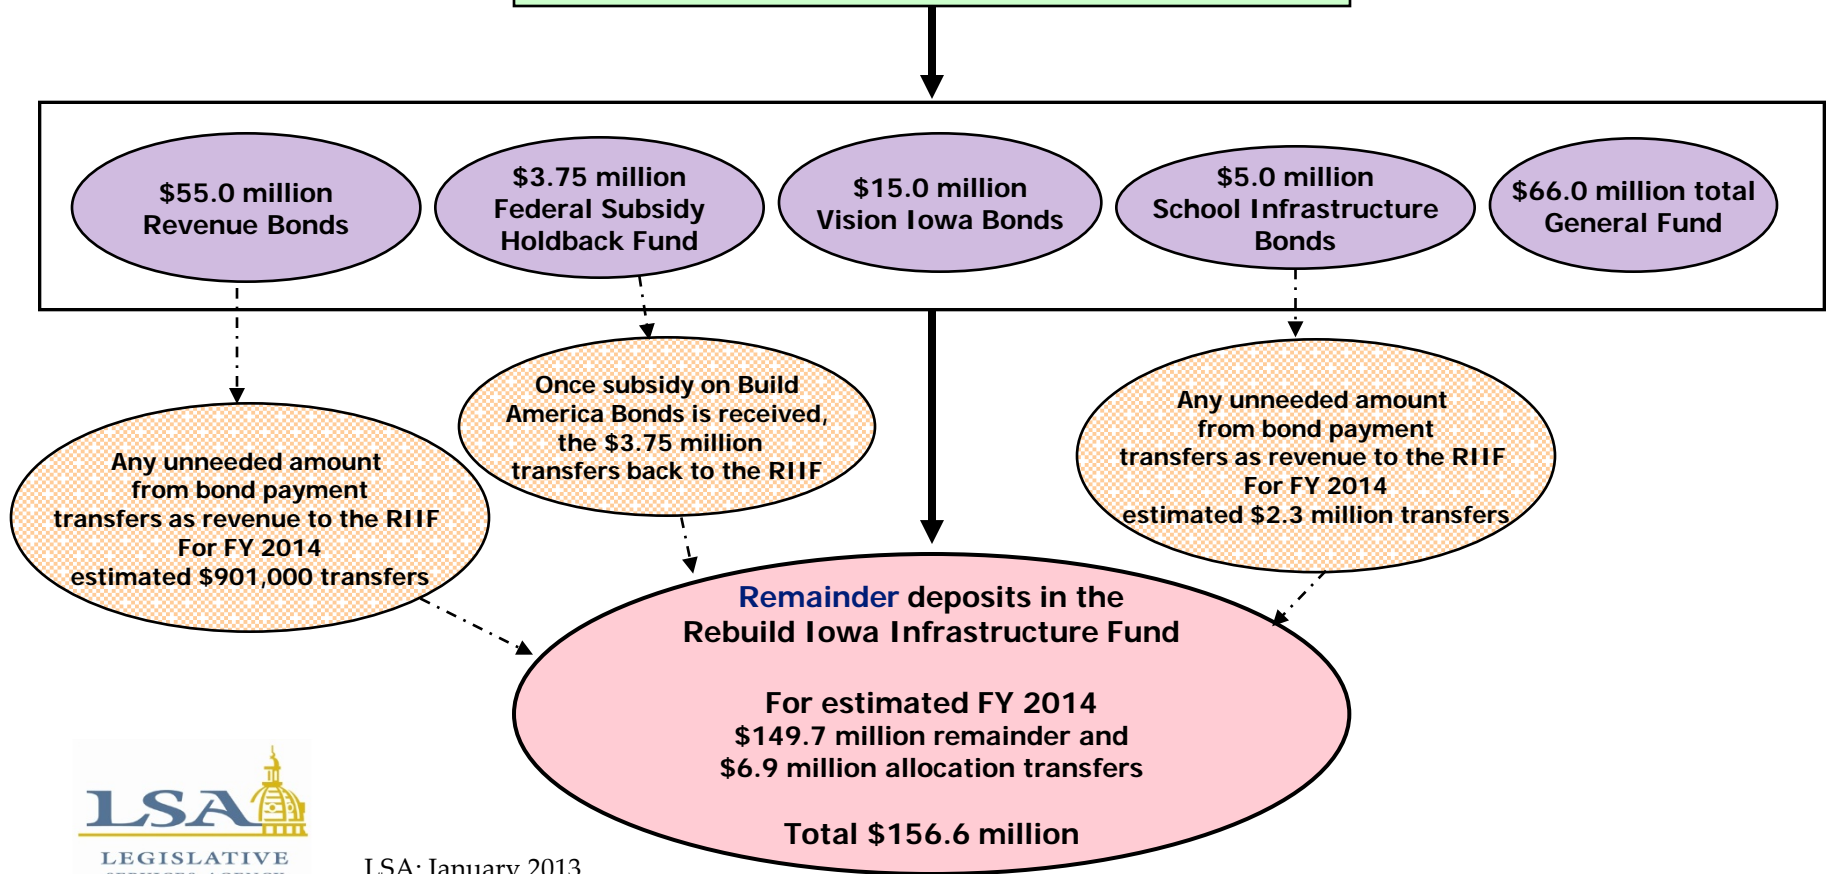 $55.0 million
Revenue Bonds
$3.75 million
Federal Subsidy
Holdback Fund
$15.0 million
Vision Iowa Bonds
$5.0 million
School Infrastructure
Bonds
$66.0 million total
General Fund
Any unneeded amount
from bond payment
transfers as revenue to the RIIF
For FY 2014
estimated $901,000 transfers
Once subsidy on Build
America Bonds is received,
the $3.75 million
transfers back to the RIIF
Any unneeded amount
from bond payment
transfers as revenue to the RIIF
For FY 2014
estimated $2.3 million transfers
Remainder deposits in the
Rebuild Iowa Infrastructure Fund
For estimated FY 2014
$149.7 million remainder and
$6.9 million allocation transfers
Total $156.6 million
LSA
LEGISLATIVE
SERVICES AGENCY
LSA: January 2013